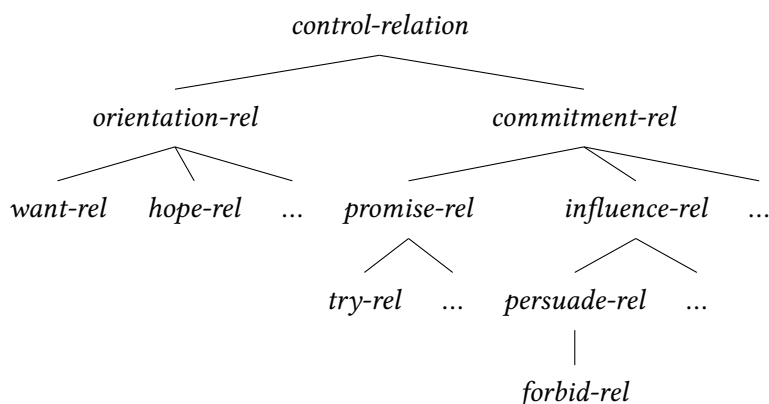 control-relation
orientation-rel commitment-rel
want-rel hope-rel ... promise-rel influence-rel ...
try-rel ... persuade-rel ...
forbid-rel